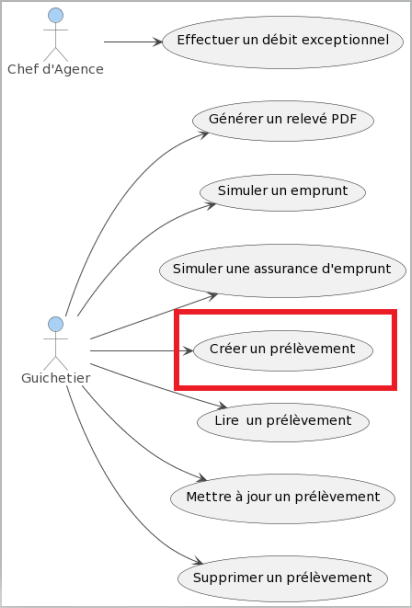 Effectuer un débit exceptionnel
Chef d'Agence
Générer un relevé PDF
Simuler un emprunt
Simuler une assurance d'emprunt
Créer un prélèvement
Guichetier
Lire  un prélèvement
Mettre à jour un prélèvement
Supprimer un prélèvement